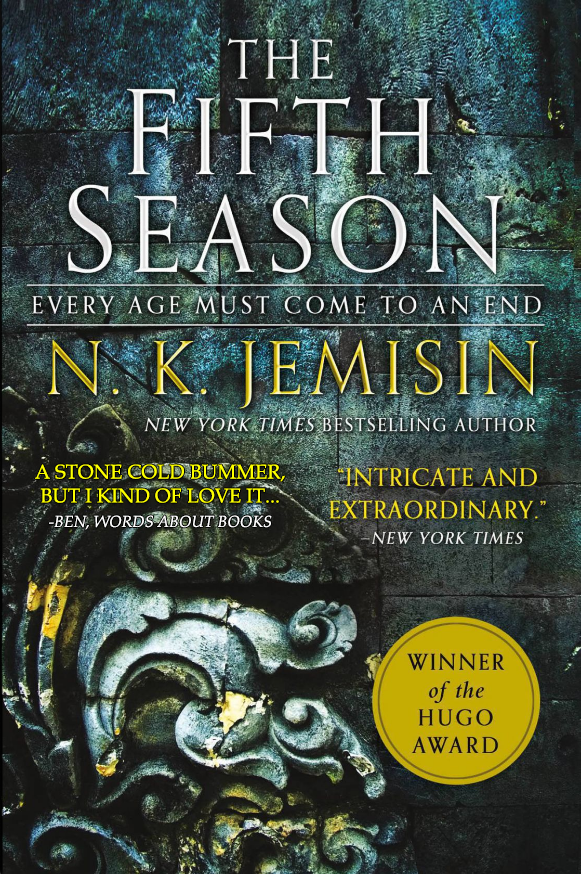 THE
FIFTH
SEASON
EVERY AGE MUST COME TO AN END
N. K. JEMISIN
NEW YORK TIMES BESTSELLING AUTHOR
A STONE COLD BUMMER,
BUT I KIND OF LOVE IT...
-BEN, WORDS ABOUT BOOKS
“INTRICATE AND
EXTRAORDINARY.”
–NEW YORK TIMES
WINNER
of the
HUGO
AWARD